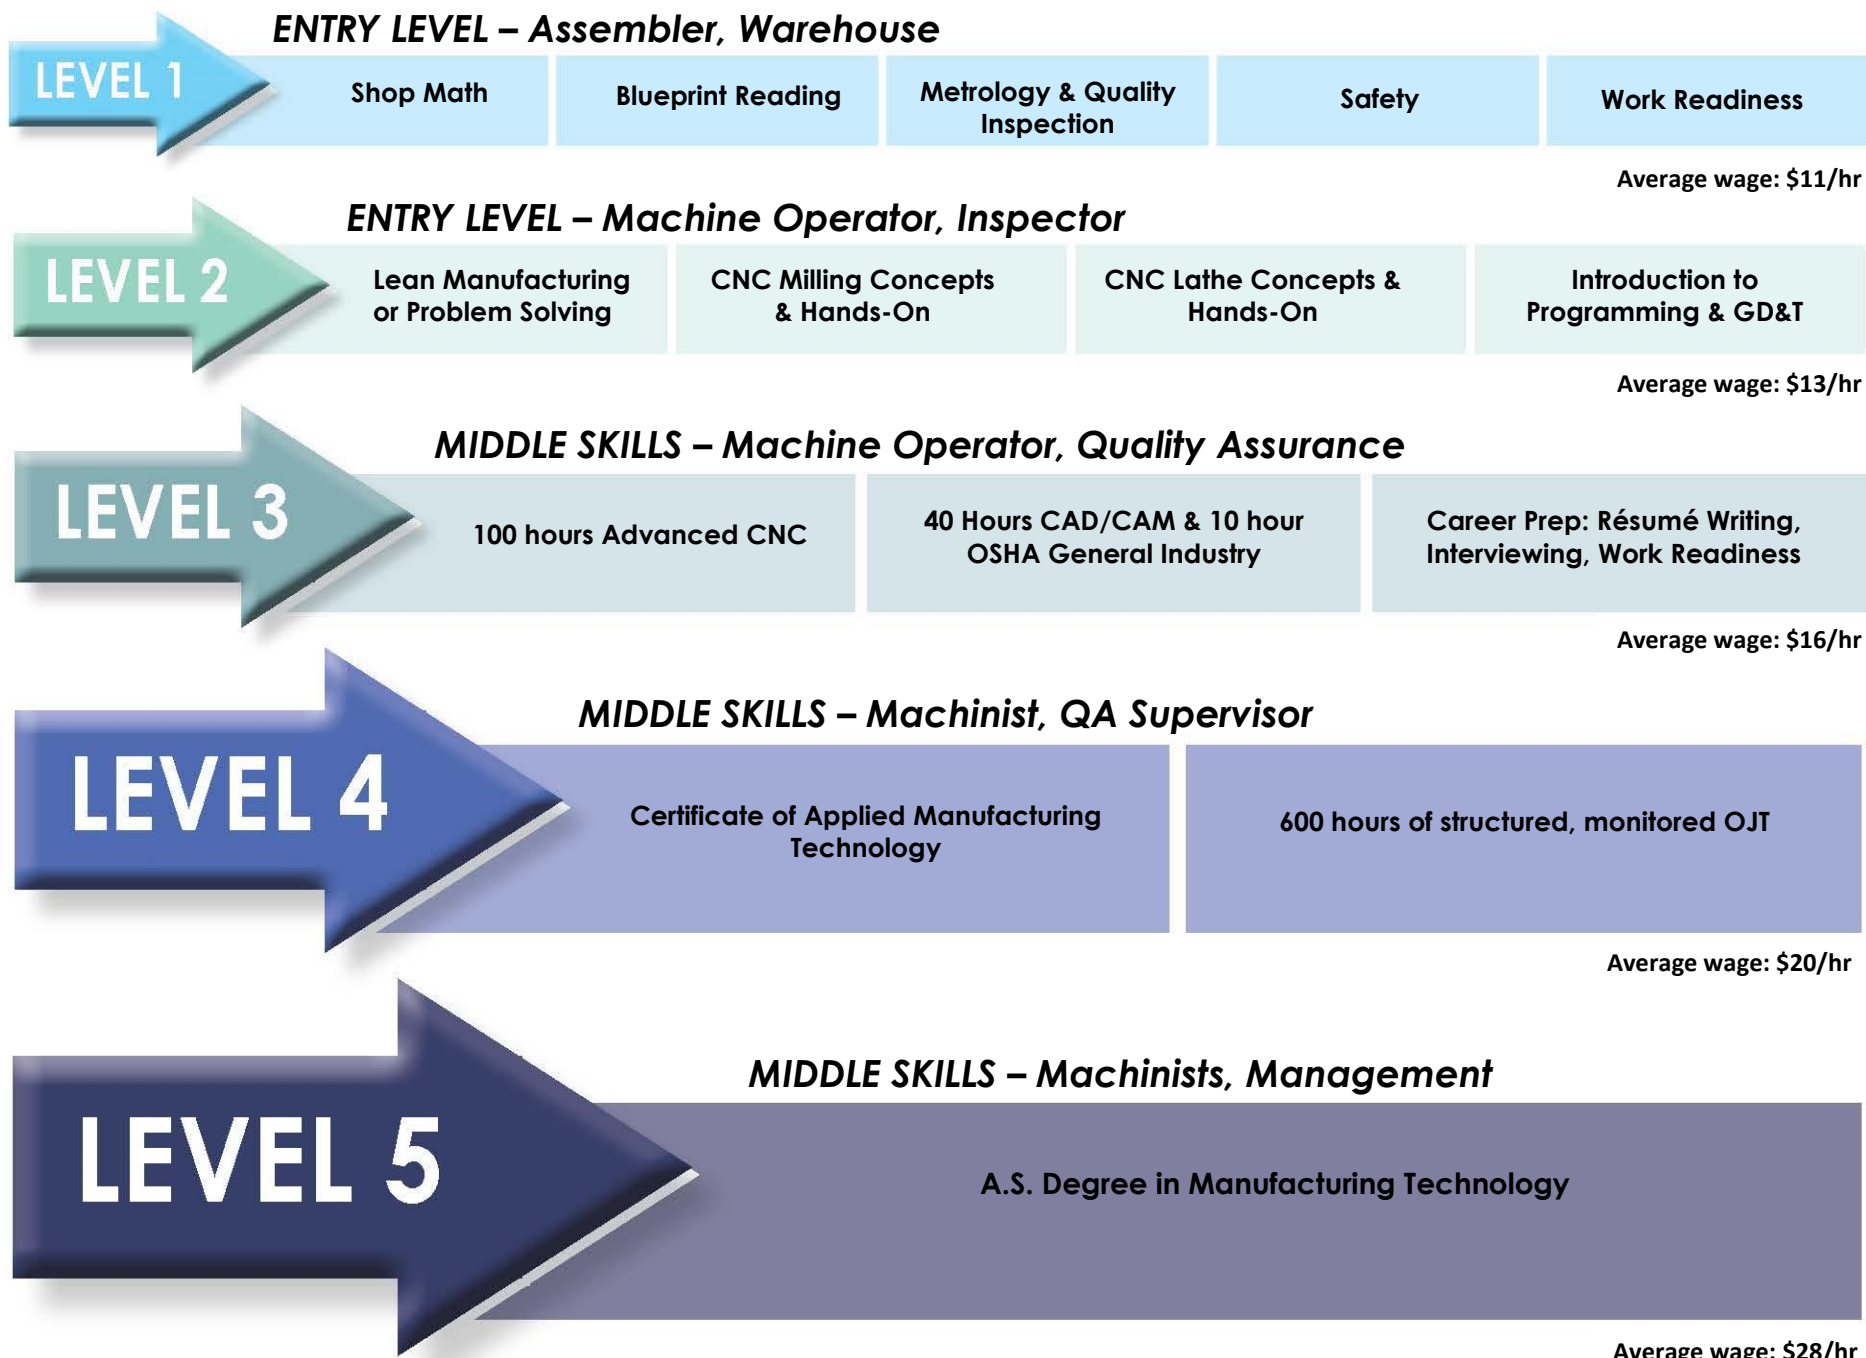 ENTRY LEVEL – Assembler, Warehouse
LEVEL 1
Shop Math
Blueprint Reading
Metrology & Quality
Inspection
Safety
Work Readiness
Average wage: $11/hr
ENTRY LEVEL – Machine Operator, Inspector
LEVEL 2
Lean Manufacturing
or Problem Solving
CNC Milling Concepts
& Hands-On
CNC Lathe Concepts &
Hands-On
Introduction to
Programming & GD&T
Average wage: $13/hr
MIDDLE SKILLS – Machine Operator, Quality Assurance
LEVEL 3
100 hours Advanced CNC
40 Hours CAD/CAM & 10 hour
OSHA General Industry
Career Prep: Résumé Writing,
Interviewing, Work Readiness
Average wage: $16/hr
MIDDLE SKILLS – Machinist, QA Supervisor
LEVEL 4
Certificate of Applied Manufacturing
Technology
600 hours of structured, monitored OJT
Average wage: $20/hr
MIDDLE SKILLS – Machinists, Management
LEVEL 5
A.S. Degree in Manufacturing Technology
Average wage: $28/hr